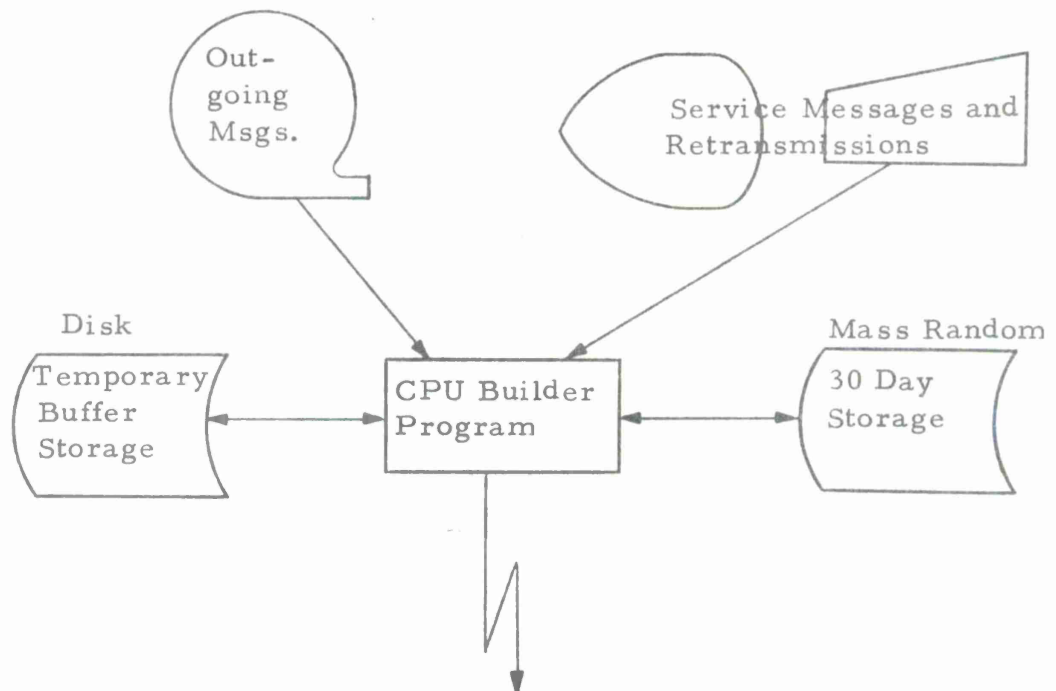 Out-
going
Msgs.
Service Messages and
Retransmissions
Disk
Temporary
Buffer
Storage
CPU Builder
Program
Mass Random
30 Day
Storage